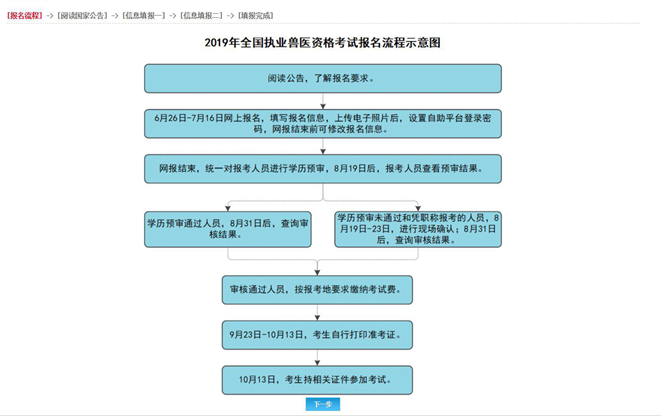 [报名流程] -> [阅读国家公告] -> [信息填报一] -> [信息填报二] -> [填报完成]
2019年全国执业兽医资格考试报名流程示意图
阅读公告，了解报名要求。
6月26日-7月16日网上报名，填写报名信息，上传电子照片后，设置自助平台登录密
码，网报结束前可修改报名信息。
网报结束，统一对报考人员进行学历预审，8月19日后，报考人员查看预审结果。
学历预审通过人员，8月31日后，查询审
核结果。
学历预审未通过和凭职称报考的人员，8
月19日-23日，进行现场确认；8月31日
后，查询审核结果。
审核通过人员，按报考地要求缴纳考试费。
9月23日-10月13日，考生自行打印准考证。
10月13日，考生持相关证件参加考试。
下一步